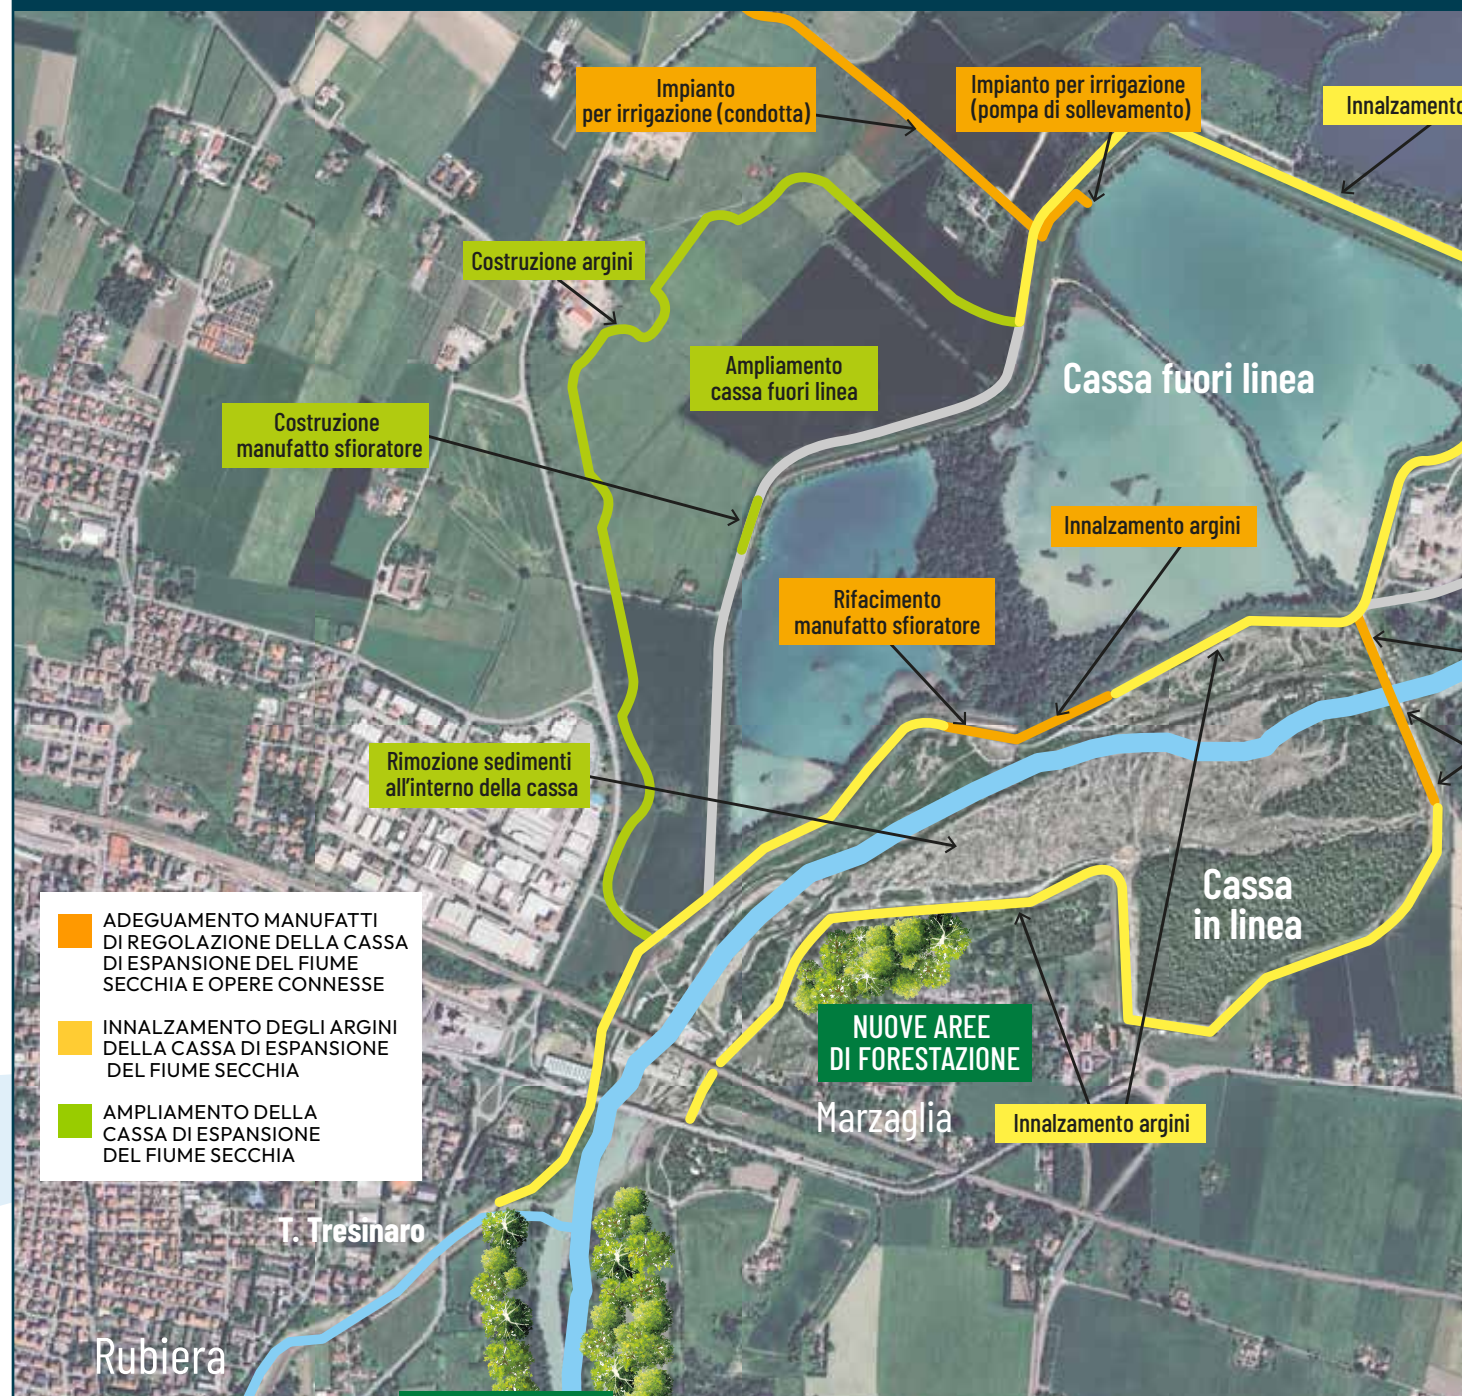 Impianto
per irrigazione (condotta)
Impianto per irrigazione
(pompa di sollevamento)
Innalzamento
Costruzione argini
Ampliamento
cassa fuori linea
Cassa fuori linea
Costruzione
manufatto sfioratore
Innalzamento argini
Rifacimento
manufatto sfioratore
Rimozione sedimenti
all'interno della cassa
Cassa
in linea
ADEGUAMENTO MANUFATTI
DI REGOLAZIONE DELLA CASSA
DI ESPANSIONE DEL FIUME
SECCHIA E OPERE CONNESSE
INNALZAMENTO DEGLI ARGINI
DELLA CASSA DI ESPANSIONE
DEL FIUME SECCHIA
AMPLIAMENTO DELLA
CASSA DI ESPANSIONE
DEL FIUME SECCHIA
NUOVE AREE
DI FORESTAZIONE
Marzaglia
Innalzamento argini
T. Tresinaro
Rubiera